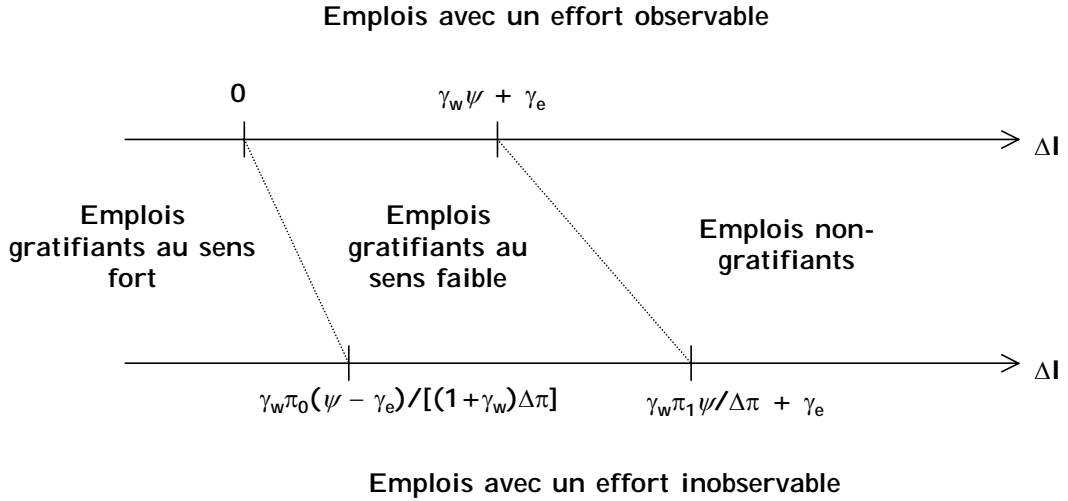 Emplois avec un effort observable
0
γwψ + γe
ΔI
Emplois
gratifiants au sens
fort
Emplois
gratifiants au
sens faible
Emplois non-
gratifiants
ΔI
γwπ0(ψ – γe)/[(1+γw)Δπ]
γwπ1ψ/Δπ + γe
Emplois avec un effort inobservable